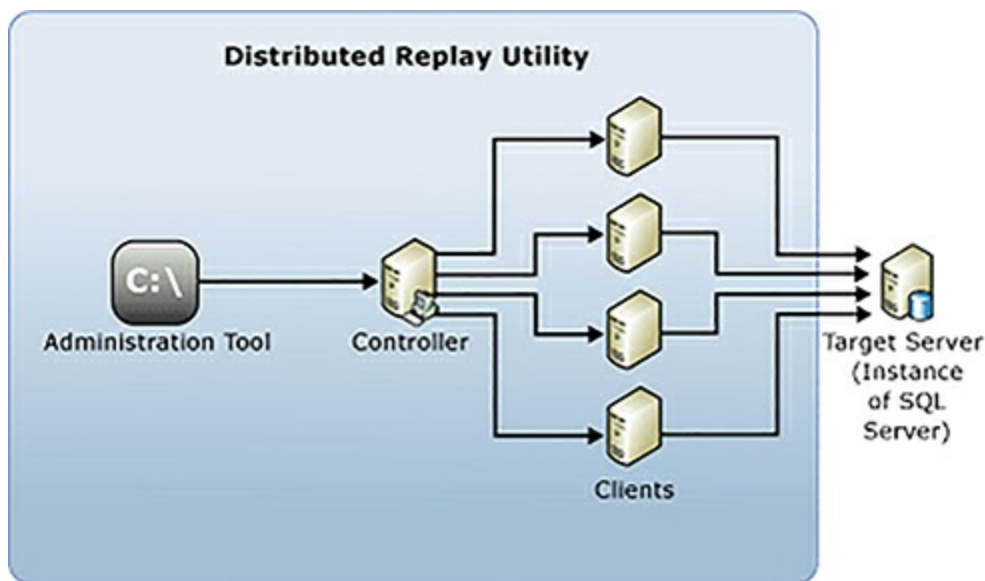 Distributed Replay Utility
C:\
Administration Tool
Controller
Clients
Target Server
(Instance
of SQL
Server)